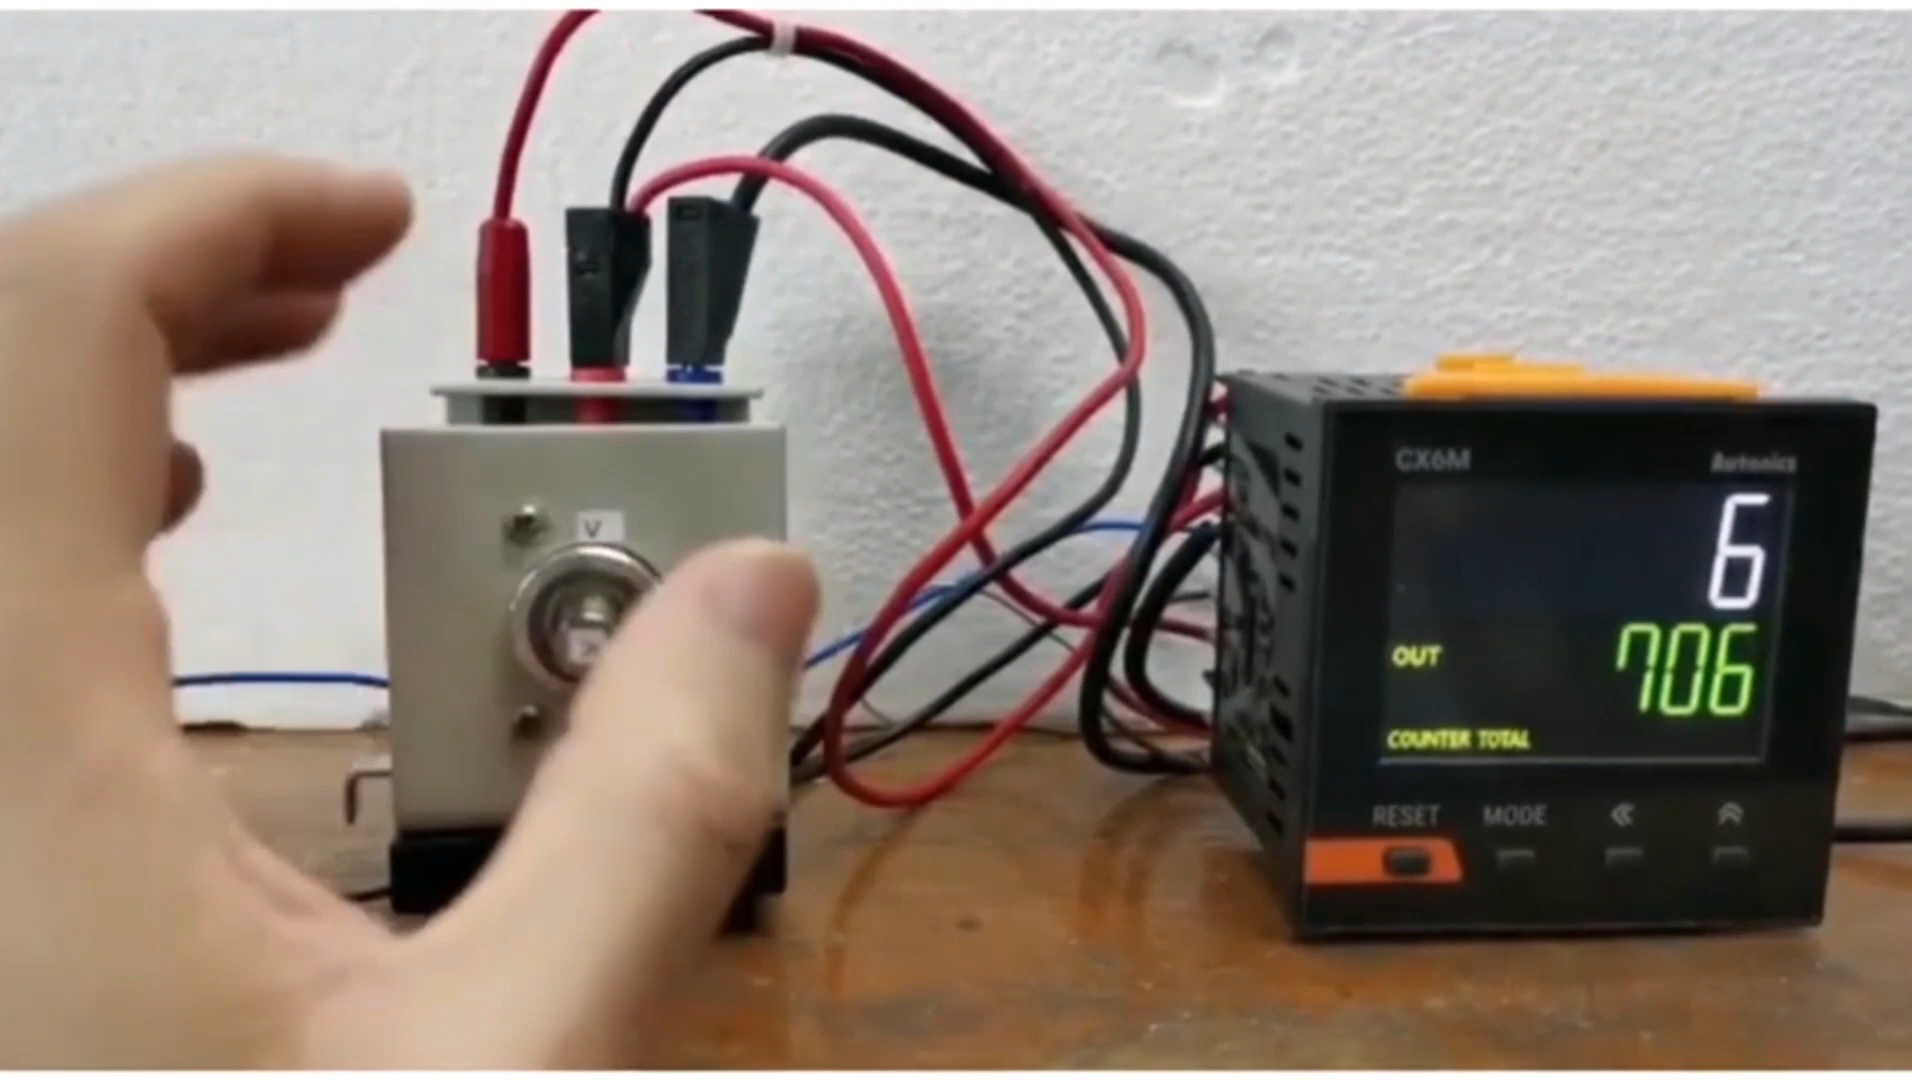 V
CX6M Autonics
6
OUT 706
COUNTER TOTAL
RESET MODE